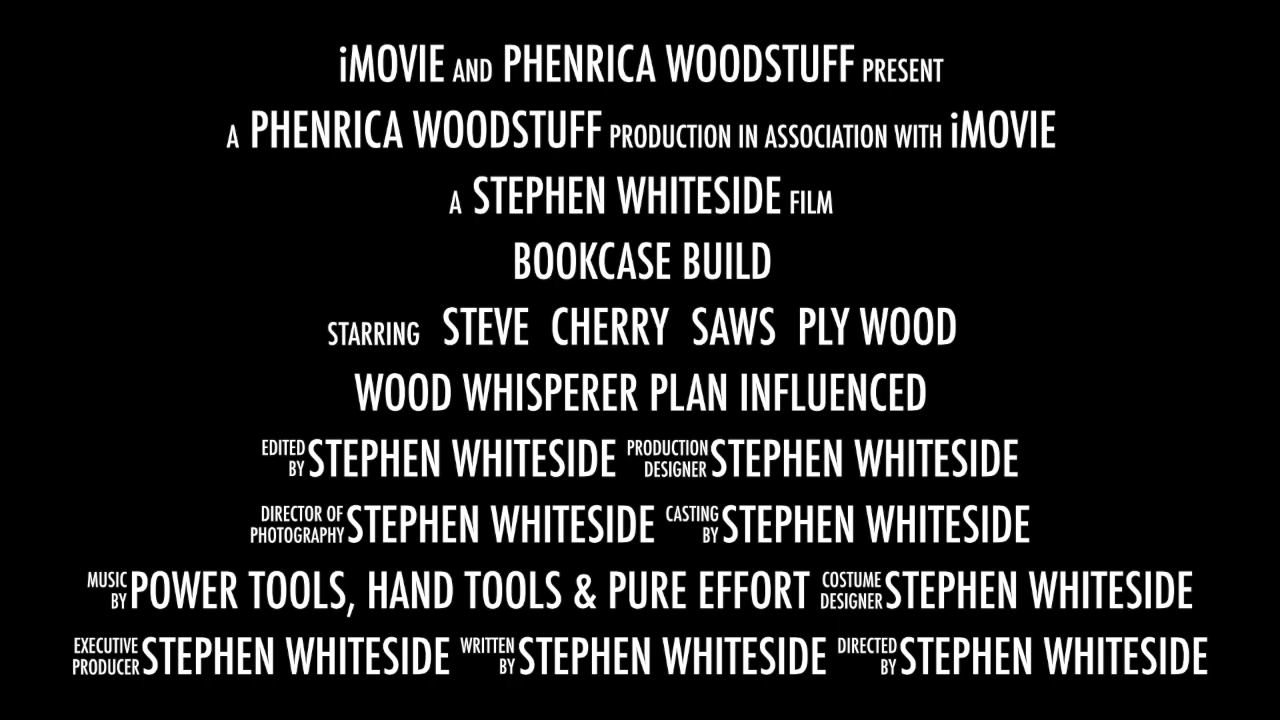 iMOVIE AND PHENRICA WOODSTUFF PRESENT
A PHENRICA WOODSTUFF PRODUCTION IN ASSOCIATION WITH iMOVIE
A STEPHEN WHITESIDE FILM
BOOKCASE BUILD
STARRING STEVE CHERRY SAWS PLY WOOD
WOOD WHISPERER PLAN INFLUENCED
EDITED BY STEPHEN WHITESIDE PRODUCTION DESIGNER STEPHEN WHITESIDE
DIRECTOR OF PHOTOGRAPHY STEPHEN WHITESIDE CASTING BY STEPHEN WHITESIDE
MUSIC BY POWER TOOLS, HAND TOOLS & PURE EFFORT COSTUME DESIGNER STEPHEN WHITESIDE
EXECUTIVE PRODUCER STEPHEN WHITESIDE WRITTEN BY STEPHEN WHITESIDE DIRECTED BY STEPHEN WHITESIDE